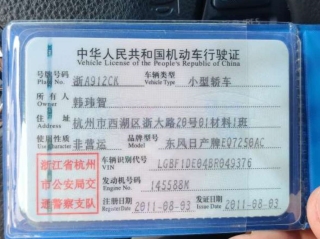 中华人民共和国机动车行驶证
Vehicle License of the People's Republic of China
号牌号码 浙A912CK 车辆类型 小型轿车
Plate No. Vehicle Type
所有人 韩玮智
Owner
住址 杭州市西湖区浙大路20号01材料1班
Address
使用性质 非营运 品牌型号 东风日产牌EQ7250AC
Use Character Model
浙江省杭州市公安局交通警察支队
车辆识别代号 LGBF1DE048R049376
VIN
发动机号码 145588N
Engine No.
注册日期 2011-08-03 发证日期 2011-08-03
Register Date Issue Date